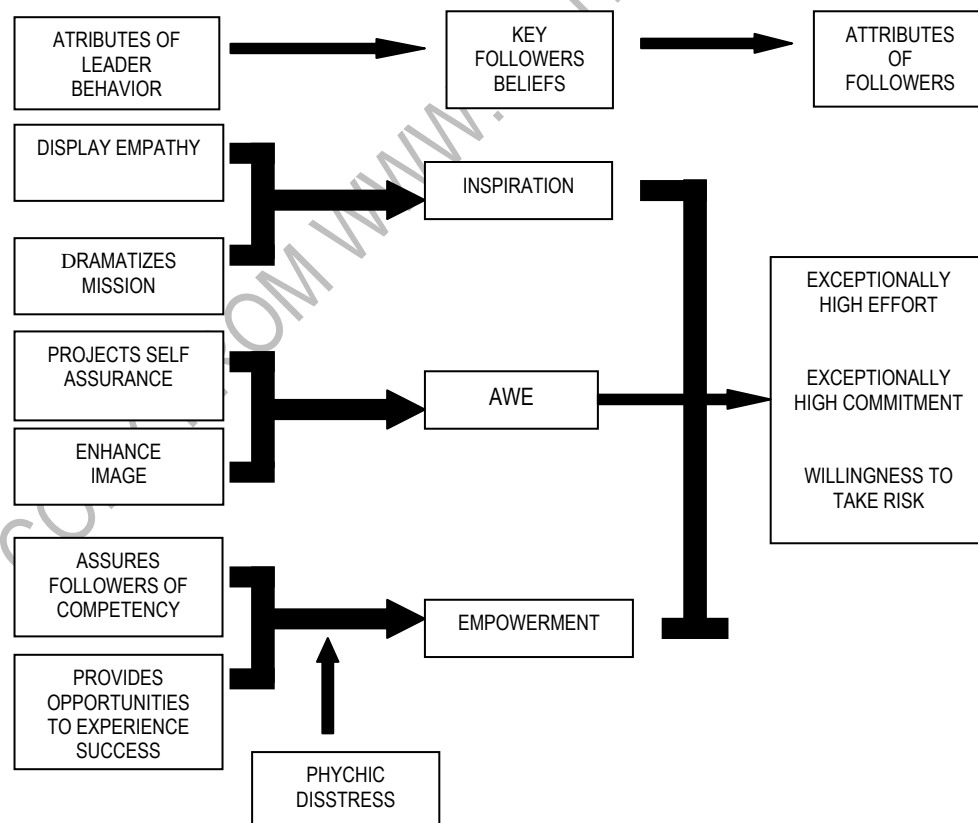 ATRIBUTES OF
LEADER
BEHAVIOR
KEY
FOLLOWERS
BELIEFS
ATTRIBUTES
OF
FOLLOWERS
DISPLAY EMPATHY
DRAMATIZES
MISSION
INSPIRATION
PROJECTS SELF
ASSURANCE
ENHANCE
IMAGE
AWE
EXCEPTIONALLY
HIGH EFFORT
EXCEPTIONALLY
HIGH COMMITMENT
WILLINGNESS TO
TAKE RISK
ASSURES
FOLLOWERS OF
COMPETENCY
PROVIDES
OPPORTUNITIES
TO EXPERIENCE
SUCCESS
EMPOWERMENT
PHYCHIC
DISSTRESS
WWW.